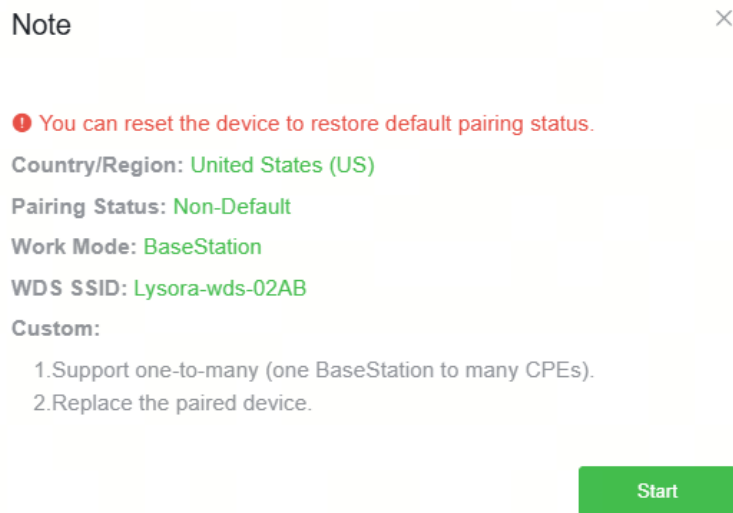 Note
You can reset the device to restore default pairing status.
Country/Region: United States (US)
Pairing Status: Non-Default
Work Mode: BaseStation
WDS SSID: Lysora-wds-02AB
Custom:
1.Support one-to-many (one BaseStation to many CPEs).
2.Replace the paired device.
Start